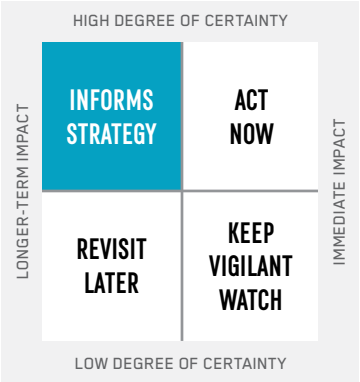 HIGH DEGREE OF CERTAINTY
LONGER-TERM IMPACT
INFORMS
STRATEGY
ACT
NOW
IMMEDIATE IMPACT
REVISIT
LATER
KEEP
VIGILANT
WATCH
LOW DEGREE OF CERTAINTY